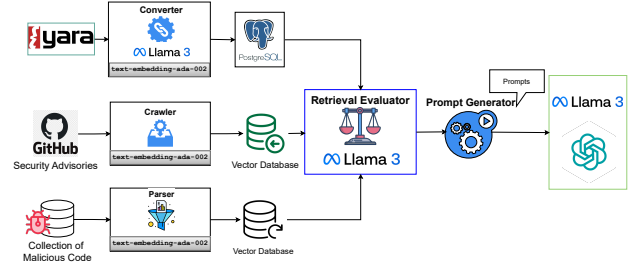 yara
Converter
Llama 3
text-embedding-ada-002
PostgreSQL
GitHub
Security Advisories
Crawler
text-embedding-ada-002
Vector Database
Collection of
Malicious Code
Parser
text-embedding-ada-002
Vector Database
Retrieval Evaluator
Llama 3
Prompt Generator
Prompts
Llama 3